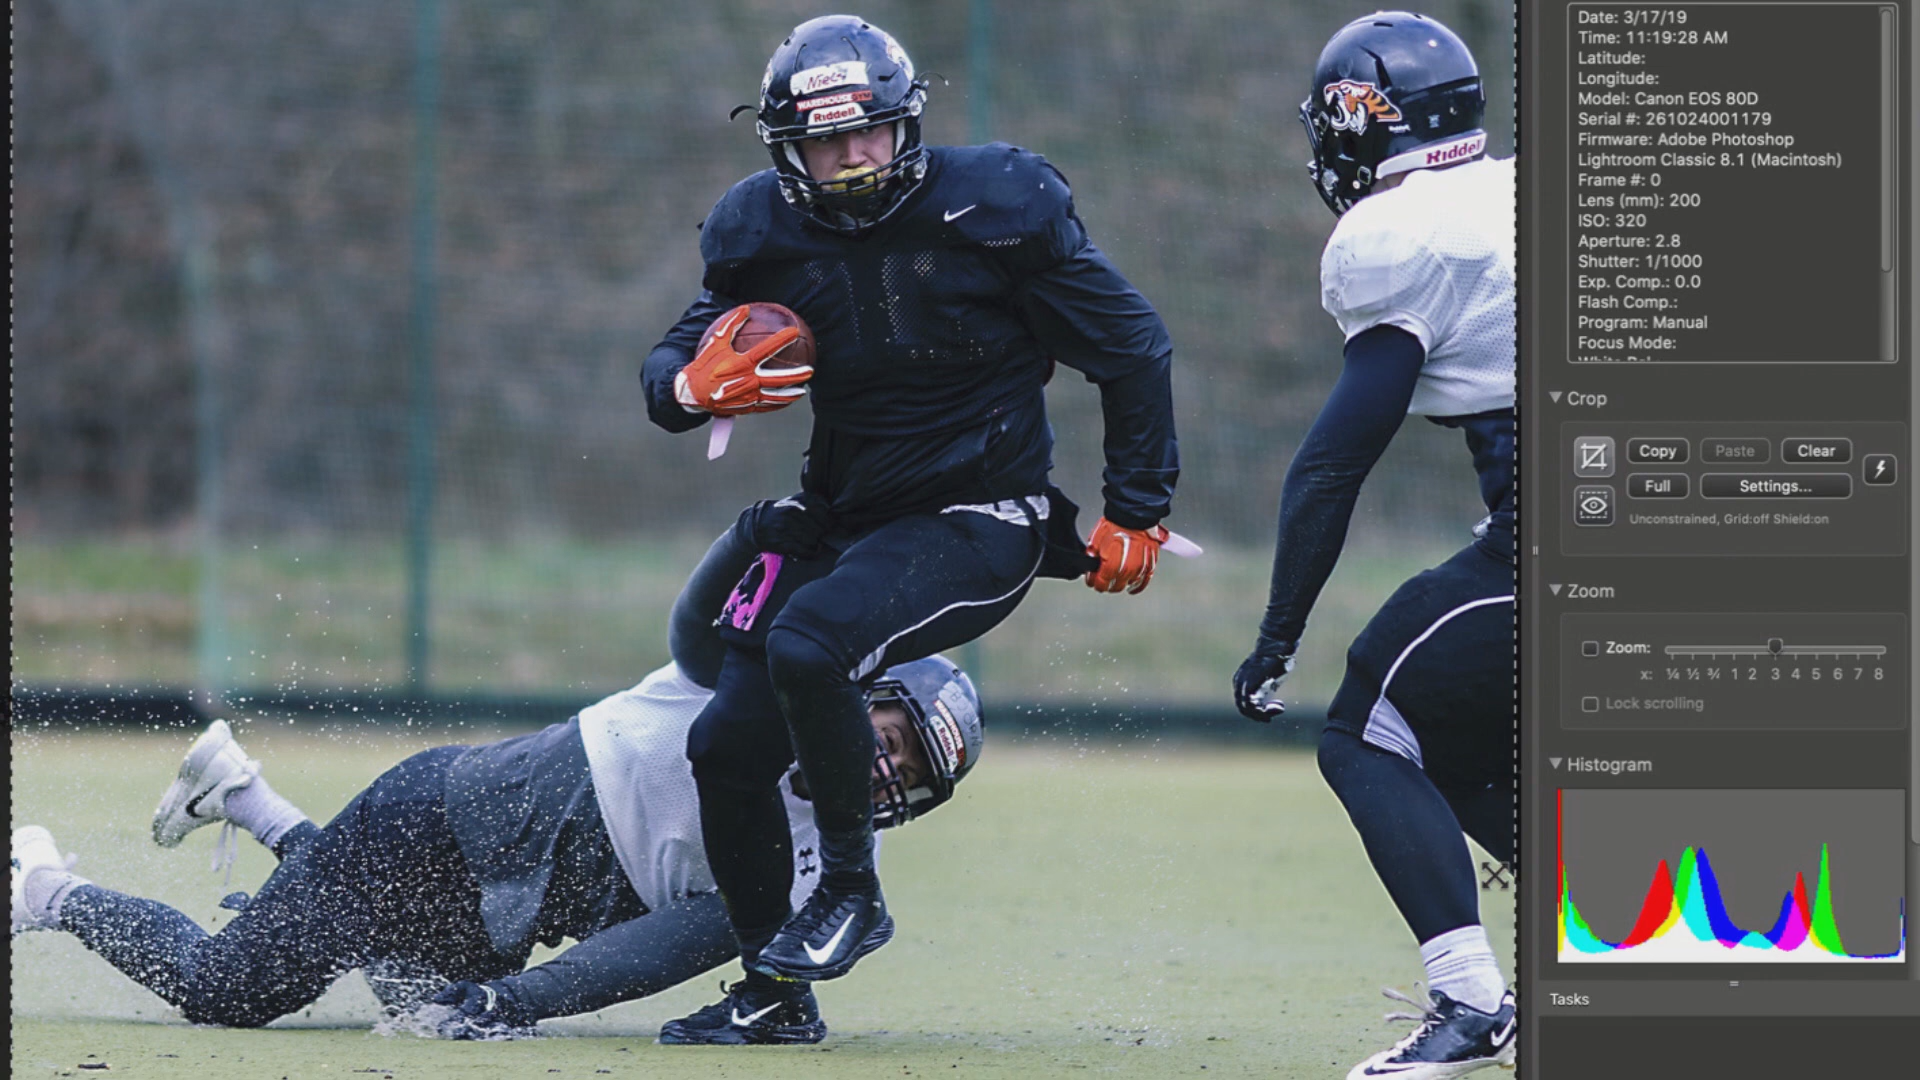 Niels
WAREHOUSE GYM
Riddell
Riddell
WAREHOUSE
Riddell
Date: 3/17/19
Time: 11:19:28 AM
Latitude:
Longitude:
Model: Canon EOS 80D
Serial #: 261024001179
Firmware: Adobe Photoshop
Lightroom Classic 8.1 (Macintosh)
Frame #: 0
Lens (mm): 200
ISO: 320
Aperture: 2.8
Shutter: 1/1000
Exp. Comp.: 0.0
Flash Comp.:
Program: Manual
Focus Mode:
Crop
Copy Paste Clear
Full Settings...
Unconstrained, Grid:off Shield:on
Zoom
Zoom:
x: ¼ ½ ¾ 1 2 3 4 5 6 7 8
Lock scrolling
Histogram
Tasks